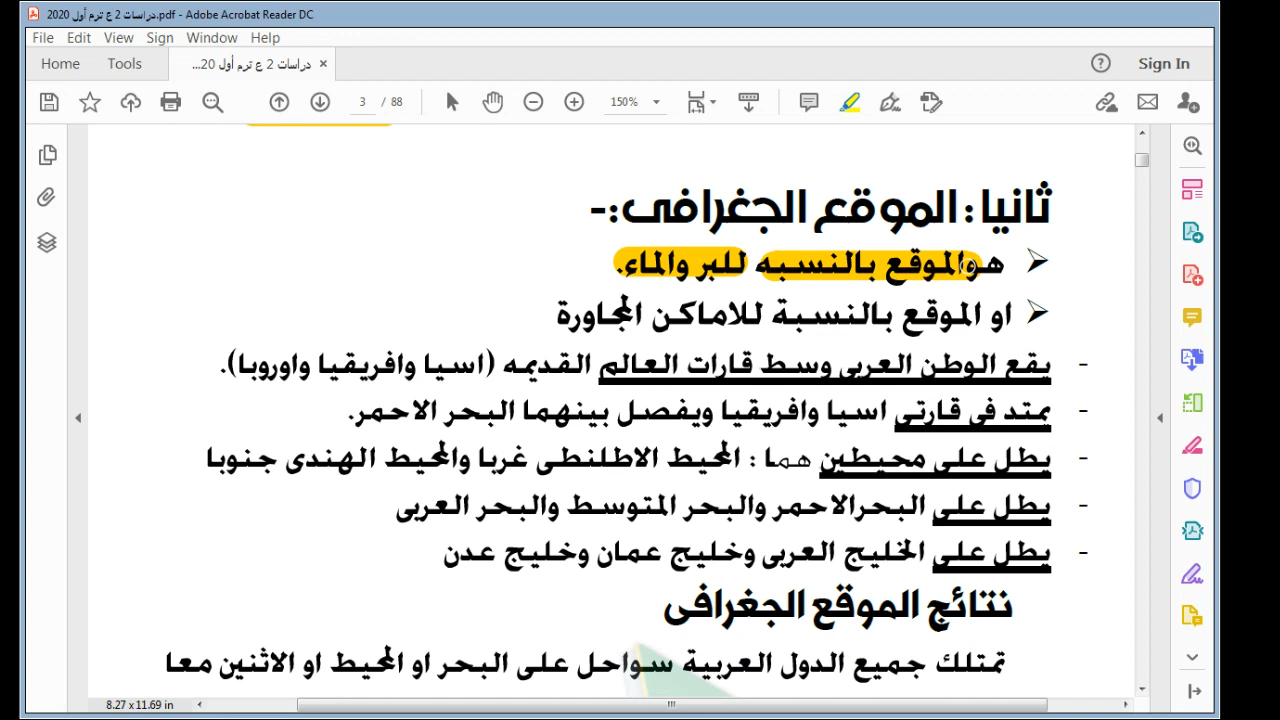 دراسات 2 ع ترم أول 2020.pdf - Adobe Acrobat Reader DC
File Edit View Sign Window Help
Home Tools دراسات 2 ع ترم أول 20... × Sign In
3 / 88 150%
ثانيا: الموقع الجغرافى:-
هوالموقع بالنسبه للبر والماء.
او الموقع بالنسبة للاماكن المجاورة
- يقع الوطن العربى وسط قارات العالم القديمه (اسيا وافريقيا واوروبا).
- يمتد فى قارتى اسيا وافريقيا ويفصل بينهما البحر الاحمر.
- يطل على محيطين هما : المحيط الاطلنطى غربا والمحيط الهندى جنوبا
- يطل على البحرالاحمر والبحر المتوسط والبحر العربى
- يطل على الخليج العربى وخليج عمان وخليج عدن
نتائج الموقع الجغرافى
تمتلك جميع الدول العربية سواحل على البحر او المحيط او الاثنين معا
8.27 x 11.69 in